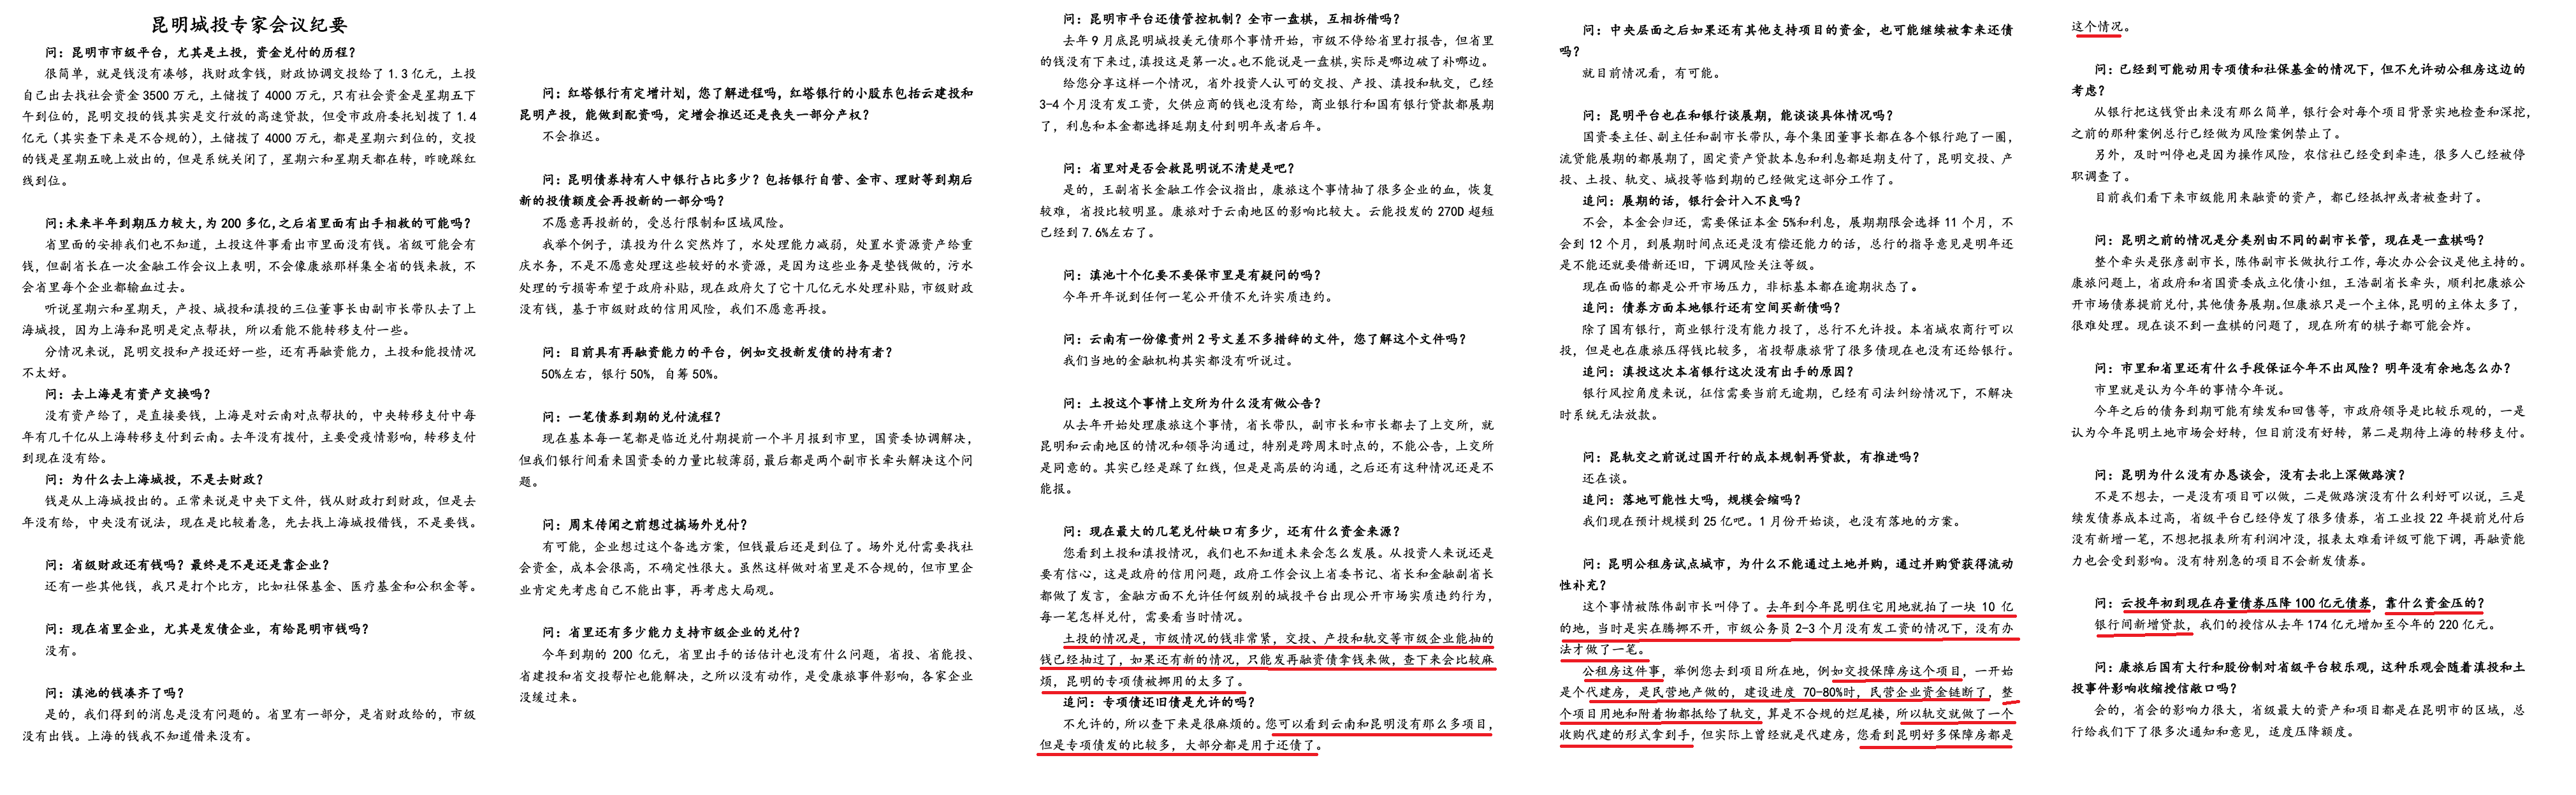 昆明城投专家会议纪要
问：昆明市市级平台，尤其是土投，资金兑付的历程？
很简单，就是钱没有凑够，找财政拿钱，财政协调交投给了 1.3 亿元，土投
自己出去找社会资金 3500 万元，土储拨了 4000 万元，只有社会资金是星期五下
午到位的，昆明交投的钱其实是交行放的高速贷款，但受市政府委托划拨了 1.4
亿元（其实查下来是不合规的），土储拨了 4000 万元，都是星期六到位的，交投
的钱是星期五晚上放出的，但是系统关闭了，星期六和星期天都在转，昨晚踩红
线到位。
问：未来半年到期压力较大，为 200 多亿，之后省里面有出手相救的可能吗？
省里面的安排我们也不知道，土投这件事看出市里面没有钱。省级可能会有
钱，但副省长在一次金融工作会议上表明，不会像康旅那样集全省的钱来救，不
会省里每个企业都输血过去。
听说星期六和星期天，产投、城投和滇投的三位董事长由副市长带队去了上
海城投，因为上海和昆明是定点帮扶，所以看能不能转移支付一些。
分情况来说，昆明交投和产投还好一些，还有再融资能力，土投和能投情况
不太好。
问：去上海是有资产交换吗？
没有资产给了，是直接要钱，上海是对云南对点帮扶的，中央转移支付中每
年有几千亿从上海转移支付到云南。去年没有拨付，主要受疫情影响，转移支付
到现在没有给。
问：为什么去上海城投，不是去财政？
钱是从上海城投出的。正常来说是中央下文件，钱从财政打到财政，但是去
年没有给，中央没有说法，现在是比较着急，先去找上海城投借钱，不是要钱。
问：省级财政还有钱吗？最终是不是还是靠企业？
还有一些其他钱，我只是打个比方，比如社保基金、医疗基金和公积金等。
问：现在省里企业，尤其是发债企业，有给昆明市钱吗？
没有。
问：滇池的钱凑齐了吗？
是的，我们得到的消息是没有问题的。省里有一部分，是省财政给的，市级
没有出钱。上海的钱我不知道借来没有。
问：红塔银行有定增计划，您了解进程吗，红塔银行的小股东包括云建投和
昆明产投，能做到配资吗，定增会推迟还是丧失一部分产权？
不会推迟。
问：昆明债券持有人中银行占比多少？包括银行自营、金市、理财等到期后
新的投债额度会再投新的一部分吗？
不愿意再投新的，受总行限制和区域风险。
我举个例子，滇投为什么突然炸了，水处理能力减弱，处置水资源资产给重
庆水务，不是不愿意处理这些较好的水资源，是因为这些业务是垫钱做的，污水
处理的亏损寄希望于政府补贴，现在政府欠了它十几亿元水处理补贴，市级财政
没有钱，基于市级财政的信用风险，我们不愿意再投。
问：目前具有再融资能力的平台，例如交投新发债的持有者？
50%左右，银行 50%，自筹 50%。
问：一笔债券到期的兑付流程？
现在基本每一笔都是临近兑付期提前一个半月报到市里，国资委协调解决，
但我们银行间看来国资委的力量比较薄弱，最后都是两个副市长牵头解决这个问
题。
问：周末传闻之前想过搞场外兑付？
有可能，企业想过这个备选方案，但钱最后还是到位了。场外兑付需要找社
会资金，成本会很高，不确定性很大。虽然这样做对省里是不合规的，但市里企
业肯定先考虑自己不能出事，再考虑大局观。
问：省里还有多少能力支持市级企业的兑付？
今年到期的 200 亿元，省里出手的话估计也没有什么问题，省投、省能投、
省建投和省交投帮忙也能解决，之所以没有动作，是受康旅事件影响，各家企业
没缓过来。
问：昆明市平台还债管控机制？全市一盘棋，互相拆借吗？
去年 9 月底昆明城投美元债那个事情开始，市级不停给省里打报告，但省里
的钱没有下来过，滇投这是第一次。也不能说是一盘棋，实际是哪边破了补哪边。
给您分享这样一个情况，省外投资人认可的交投、产投、滇投和轨交，已经
3-4 个月没有发工资，欠供应商的钱也没有给，商业银行和国有银行贷款都展期
了，利息和本金都选择延期支付到明年或者后年。
问：省里对是否会救昆明说不清楚是吧？
是的，王副省长金融工作会议指出，康旅这个事情抽了很多企业的血，恢复
较难，省投比较明显。康旅对于云南地区的影响比较大。云能投发的 270D 超短
已经到 7.6%左右了。
问：滇池十个亿要不要保市里是有疑问的吗？
今年开年说到任何一笔公开债不允许实质违约。
问：云南有一份像贵州 2 号文差不多措辞的文件，您了解这个文件吗？
我们当地的金融机构其实都没有听说过。
问：土投这个事情上交所为什么没有做公告？
从去年开始处理康旅这个事情，省长带队，副市长和市长都去了上交所，就
昆明和云南地区的情况和领导沟通过，特别是跨周末时点的，不能公告，上交所
是同意的。其实已经是踩了红线，但是是高层的沟通，之后还有这种情况还是不
能报。
问：现在最大的几笔兑付缺口有多少，还有什么资金来源？
您看到土投和滇投情况，我们也不知道未来会怎么发展。从投资人来说还是
要有信心，这是政府的信用问题，政府工作会议上省委书记、省长和金融副省长
都做了发言，金融方面不允许任何级别的城投平台出现公开市场实质违约行为，
每一笔怎样兑付，需要看当时情况。
土投的情况是，市级情况的钱非常紧，交投、产投和轨交等市级企业能抽的
钱已经抽过了，如果还有新的情况，只能发再融资债拿钱来做，查下来会比较麻
烦，昆明的专项债被挪用的太多了。
追问：专项债还旧债是允许的吗？
不允许的，所以查下来是很麻烦的。您可以看到云南和昆明没有那么多项目，
但是专项债发的比较多，大部分都是用于还债了。
问：中央层面之后如果还有其他支持项目的资金，也可能继续被拿来还债
吗？
就目前情况看，有可能。
问：昆明平台也在和银行谈展期，能谈谈具体情况吗？
国资委主任、副主任和副市长带队，每个集团董事长都在各个银行跑了一圈，
流贷能展期的都展期了，固定资产贷款本息和利息都延期支付了，昆明交投、产
投、土投、轨交、城投等临到期的已经做完这部分工作了。
追问：展期的话，银行会计入不良吗？
不会，本金会归还，需要保证本金 5%和利息，展期期限会选择 11 个月，不
会到 12 个月，到展期时间点还是没有偿还能力的话，总行的指导意见是明年还
是不能还就要借新还旧，下调风险关注等级。
现在面临的都是公开市场压力，非标基本都在逾期状态了。
追问：债券方面本地银行还有空间买新债吗？
除了国有银行，商业银行没有能力投了，总行不允许投。本省城农商行可以
投，但是也在康旅压得钱比较多，省投帮康旅背了很多债现在也没有还给银行。
追问：滇投这次本省银行这次没有出手的原因？
银行风控角度来说，征信需要当前无逾期，已经有司法纠纷情况下，不解决
时系统无法放款。
问：昆轨交之前说过国开行的成本规制再贷款，有推进吗？
还在谈。
追问：落地可能性大吗，规模会缩吗？
我们现在预计规模到 25 亿吧。1 月份开始谈，也没有落地的方案。
问：昆明公租房试点城市，为什么不能通过土地并购，通过并购贷获得流动
性补充？
这个事情被陈伟副市长叫停了。去年到今年昆明住宅用地就拍了一块 10 亿
的地，当时是实在腾挪不开，市级公务员 2-3 个月没有发工资的情况下，没有办
法才做了一笔。
公租房这件事，举例您去到项目所在地，例如交投保障房这个项目，一开始
是个代建房，是民营地产做的，建设进度 70-80%时，民营企业资金链断了，整
个项目用地和附着物都抵给了轨交，算是不合规的烂尾楼，所以轨交就做了一个
收购代建的形式拿到手，但实际上曾经就是代建房，您看到昆明好多保障房都是
这个情况。
问：已经到可能动用专项债和社保基金的情况下，但不允许动公租房这边的
考虑？
从银行把这钱贷出来没有那么简单，银行会对每个项目背景实地检查和深挖，
之前的那种案例总行已经做为风险案例禁止了。
另外，及时叫停也是因为操作风险，农信社已经受到牵连，很多人已经被停
职调查了。
目前我们看下来市级能用来融资的资产，都已经抵押或者被查封了。
问：昆明之前的情况是分类别由不同的副市长管，现在是一盘棋吗？
整个牵头是张彦副市长，陈伟副市长做执行工作，每次办公会议是他主持的。
康旅问题上，省政府和省国资委成立化债小组，王浩副省长牵头，顺利把康旅公
开市场债券提前兑付，其他债务展期。但康旅只是一个主体，昆明的主体太多了，
很难处理。现在谈不到一盘棋的问题了，现在所有的棋子都可能会炸。
问：市里和省里还有什么手段保证今年不出风险？明年没有余地怎么办？
市里就是认为今年的事情今年说。
今年之后的债务到期可能有续发和回售等，市政府领导是比较乐观的，一是
认为今年昆明土地市场会好转，但目前没有好转，第二是期待上海的转移支付。
问：昆明为什么没有办恳谈会，没有去北上深做路演？
不是不想去，一是没有项目可以做，二是做路演没有什么利好可以说，三是
续发债券成本过高，省级平台已经停发了很多债券，省工业投 22 年提前兑付后
没有新增一笔，不想把报表所有利润冲没，报表太难看评级可能下调，再融资能
力也会受到影响。没有特别急的项目不会新发债券。
问：云投年初到现在存量债券压降 100 亿元债券，靠什么资金压的？
银行间新增贷款，我们的授信从去年 174 亿元增加至今年的 220 亿元。
问：康旅后国有大行和股份制对省级平台较乐观，这种乐观会随着滇投和土
投事件影响收缩授信敞口吗？
会的，省会的影响力很大，省级最大的资产和项目都是在昆明市的区域，总
行给我们下了很多次通知和意见，适度压降额度。